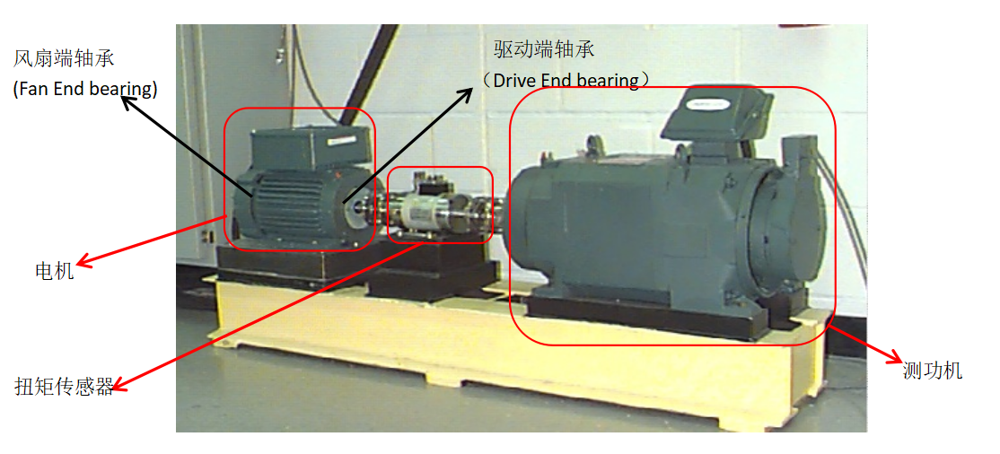 风扇端轴承
(Fan End bearing)
驱动端轴承
（Drive End bearing）
电机
扭矩传感器
测功机